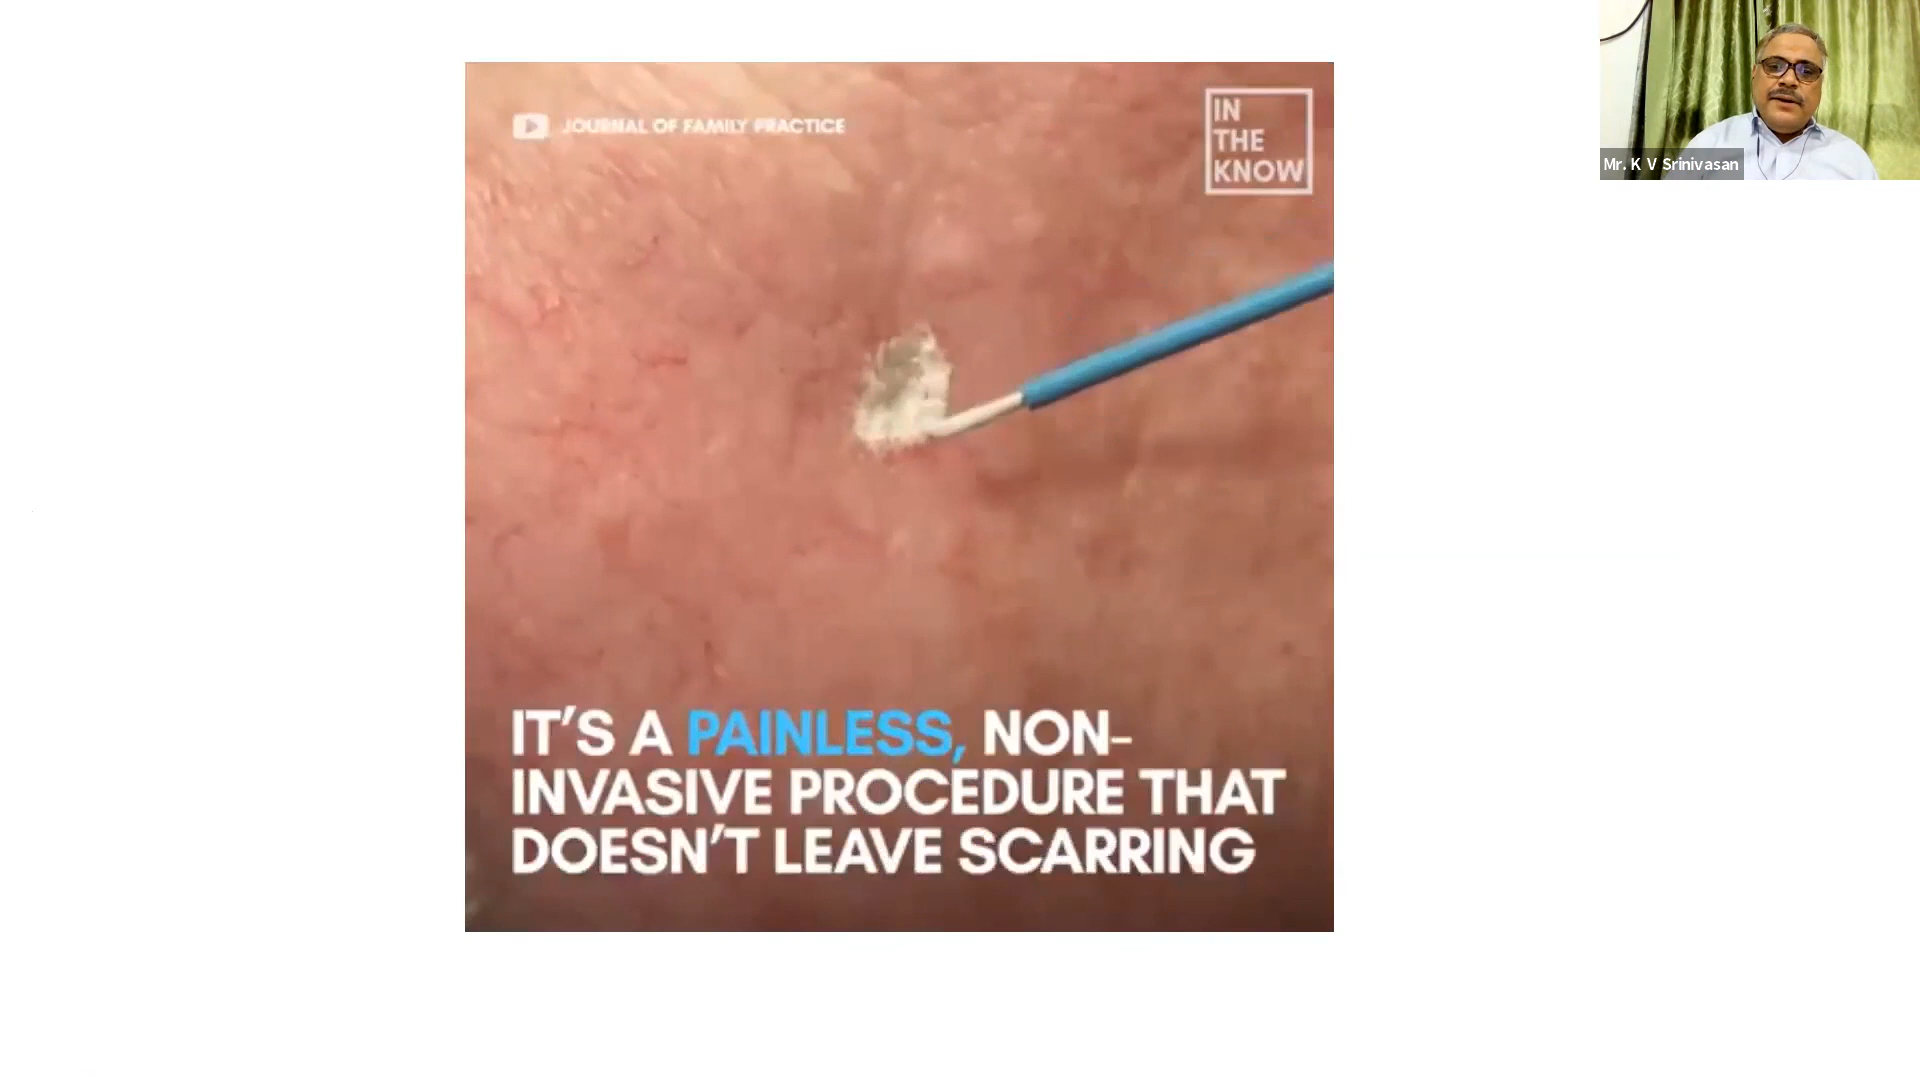 JOURNAL OF FAMILY PRACTICE
IN
THE
KNOW
Mr. K V Srinivasan
IT'S A PAINLESS, NON-
INVASIVE PROCEDURE THAT
DOESN'T LEAVE SCARRING